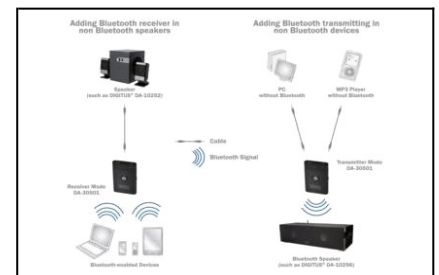 Adding Bluetooth receiver in
non Bluetooth speakers
Speaker
(such as DIGITUS® DA-10252)
Receiver Mode
DA-30501
Bluetooth-enabled Devices
Cable
Bluetooth Signal
Adding Bluetooth transmitting in
non Bluetooth devices
PC
without Bluetooth
MP3 Player
without Bluetooth
Transmitter Mode
DA-30501
Bluetooth Speaker
(such as DIGITUS® DA-10296)